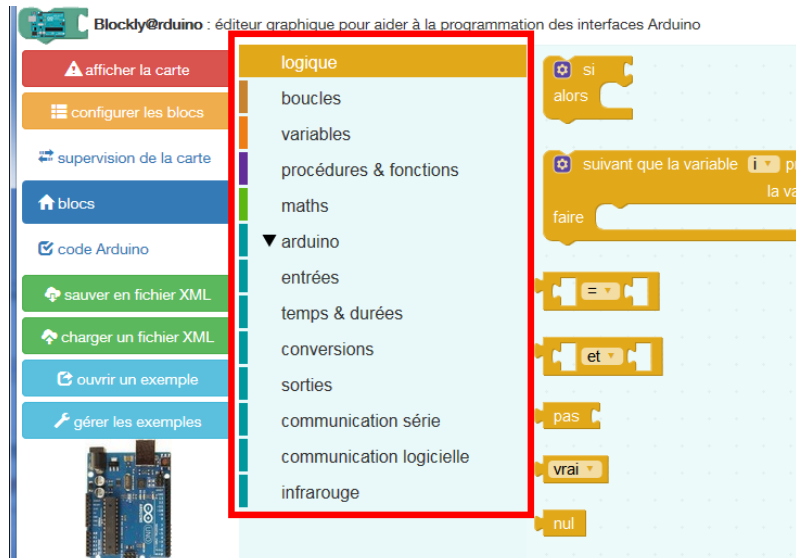 Blockly@rduino : éditeur graphique pour aider à la programmation des interfaces Arduino
afficher la carte
configurer les blocs
supervision de la carte
blocs
code Arduino
sauver en fichier XML
charger un fichier XML
ouvrir un exemple
gérer les exemples
logique
boucles
variables
procédures & fonctions
maths
arduino
entrées
temps & durées
conversions
sorties
communication série
communication logicielle
infrarouge
si
alors
suivant que la variable i
la
faire
=
et
pas
vrai
nul